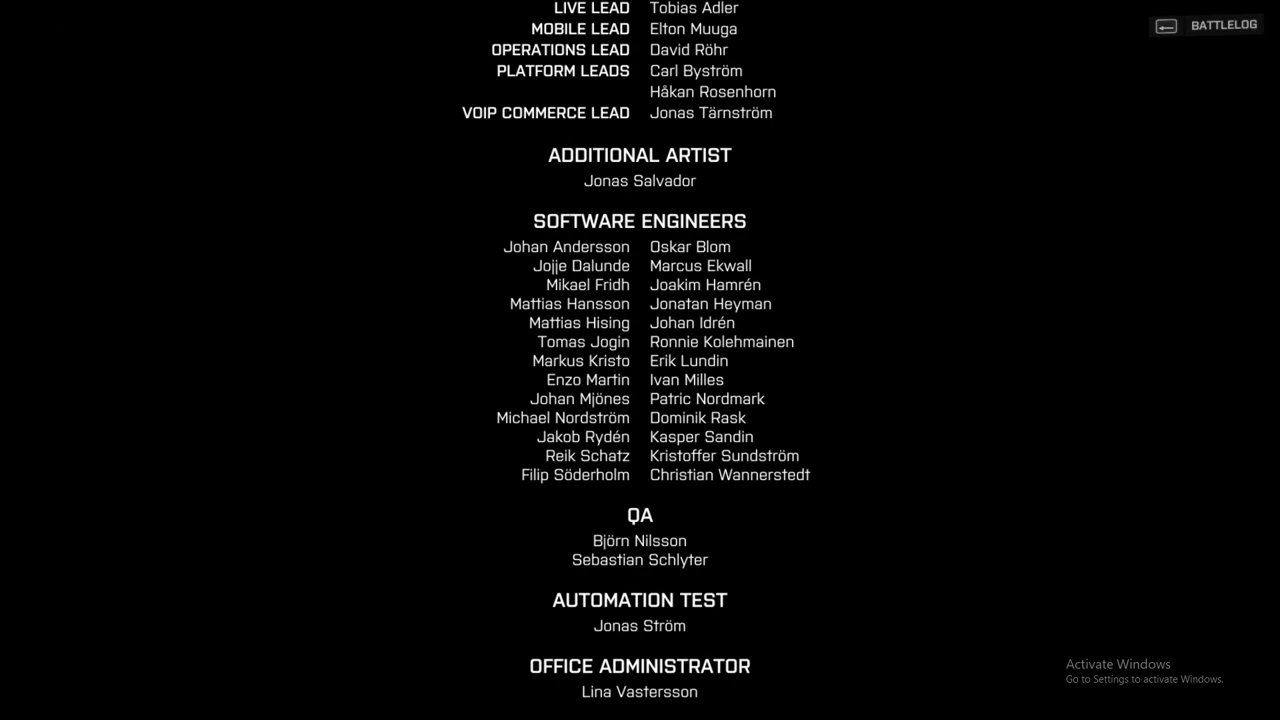 LIVE LEAD Tobias Adler
BATTLELOG
MOBILE LEAD Elton Muuga
OPERATIONS LEAD David Röhr
PLATFORM LEADS Carl Byström
Håkan Rosenhorn
VOIP COMMERCE LEAD Jonas Tärnström
ADDITIONAL ARTIST
Jonas Salvador
SOFTWARE ENGINEERS
Johan Andersson Oskar Blom
Jojje Dalunde Marcus Ekwall
Mikael Fridh Joakim Hamrén
Mattias Hansson Jonatan Heyman
Mattias Hising Johan Idrén
Tomas Jogin Ronnie Kolehmainen
Markus Kristo Erik Lundin
Enzo Martin Ivan Milles
Johan Mjönes Patric Nordmark
Michael Nordström Dominik Rask
Jakob Rydén Kasper Sandin
Reik Schatz Kristoffer Sundström
Filip Söderholm Christian Wannerstedt
QA
Björn Nilsson
Sebastian Schlyter
AUTOMATION TEST
Jonas Ström
OFFICE ADMINISTRATOR
Lina Vastersson
Activate Windows
Go to Settings to activate Windows.